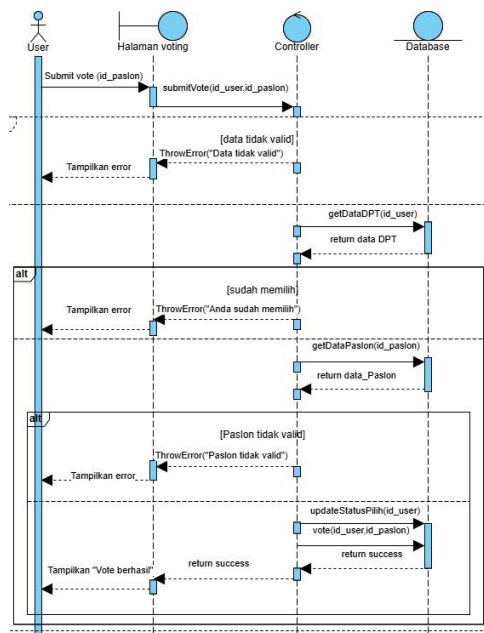 User
Halaman voting
Controller
Database
Submit vote (id_paslon)
submitVote(id_user,id_paslon)
[data tidak valid]
ThrowError("Data tidak valid")
Tampilkan error
getDataDPT(id_user)
return data DPT
alt
[sudah memilih]
ThrowError("Anda sudah memilih")
Tampilkan error
getDataPaslon(id_paslon)
return data_Paslon
alt
[Paslon tidak valid]
ThrowError("Paslon tidak valid")
Tampilkan error
updateStatusPilih(id_user)
vote(id_user,id_paslon)
return success
return success
Tampilkan "Vote berhasil"